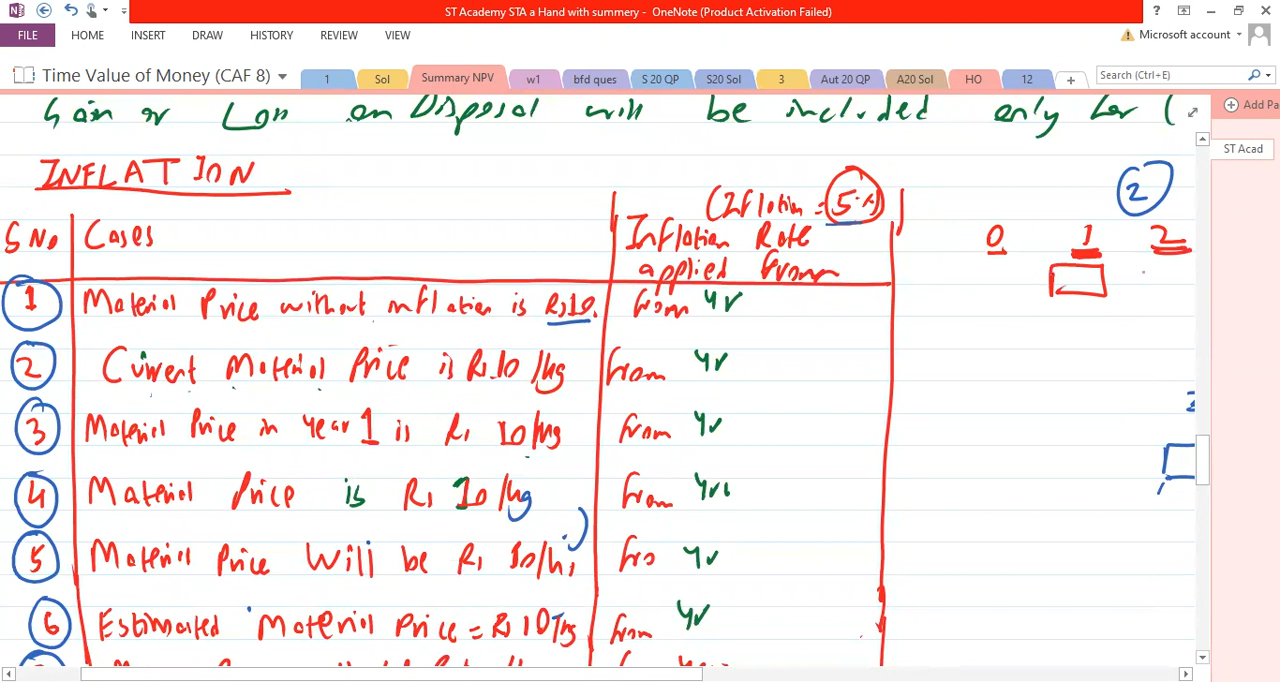 ST Academy STA a Hand with summery - OneNote (Product Activation Failed)
FILE HOME INSERT DRAW HISTORY REVIEW VIEW Microsoft account
Time Value of Money (CAF 8) 1 Sol Summary NPV w1 bfd ques S 20 QP S20 Sol 3 Aut 20 QP A20 Sol HO 12 Search (Ctrl+E)
Gain or Loss on Disposal will be included only for (
Add Pa
ST Acad
INFLATION
(Inflation = 5%) 2
S No Cases Inflation Rate applied from 0 1 2
1 Material Price without inflation is Rs10. from yr
2 Current Material Price is Rs.10/kg from yr
3 Material Price in year 1 is Rs 10/kg from yr
4 Material Price is Rs 10/kg from yr
5 Material Price Will be Rs 10/ yr
6 Estimated Material Price = Rs 10/kg from yr